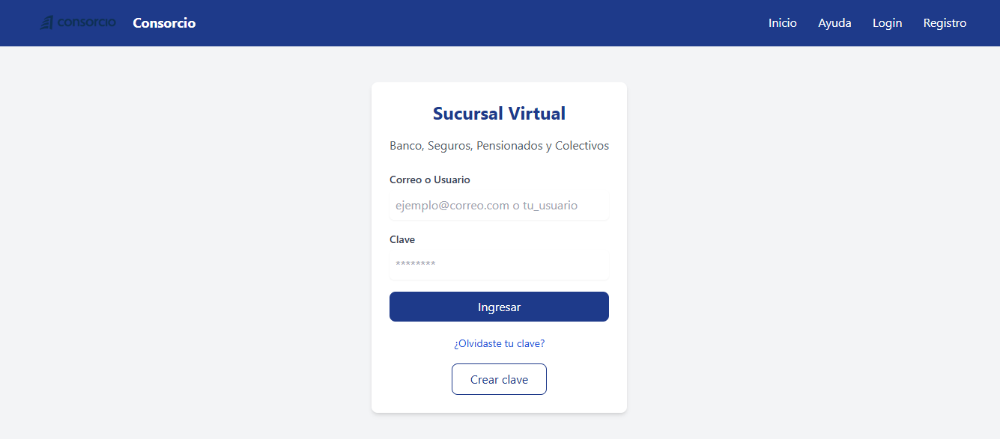 consorcio Consorcio Inicio Ayuda Login Registro
Sucursal Virtual
Banco, Seguros, Pensionados y Colectivos
Correo o Usuario
ejemplo@correo.com o tu_usuario
Clave
********
Ingresar
¿Olvidaste tu clave?
Crear clave